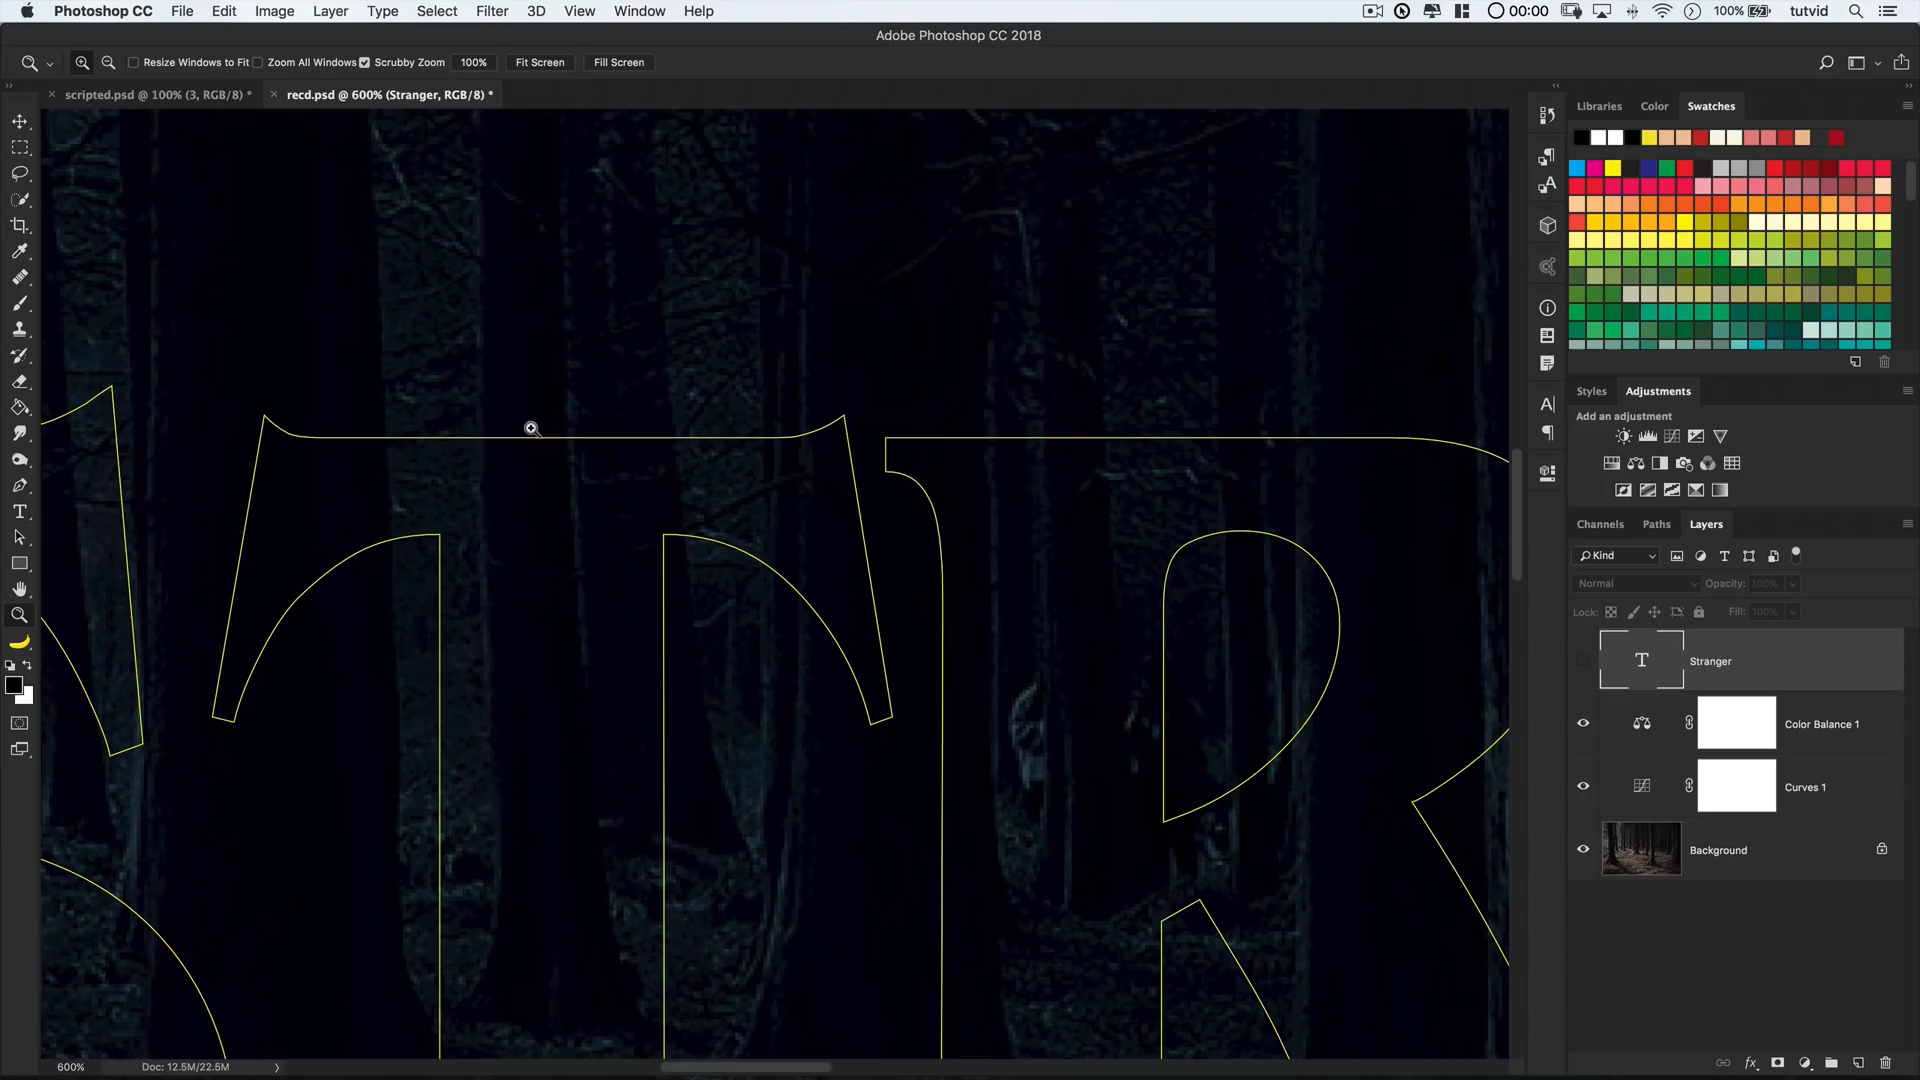 Photoshop CC File Edit Image Layer Type Select Filter 3D View Window Help 00:00 100% tutvid
Adobe Photoshop CC 2018
Resize Windows to Fit Zoom All Windows Scrubby Zoom 100% Fit Screen Fill Screen
scripted.psd @ 100% (3, RGB/8) * recd.psd @ 600% (Stranger, RGB/8) *
Libraries Color Swatches
Styles Adjustments
Add an adjustment
Channels Paths Layers
Kind
Normal Opacity: 100%
Lock: Fill: 100%
T Stranger
Color Balance 1
Curves 1
Background
TR
600% Doc: 12.5M/22.5M